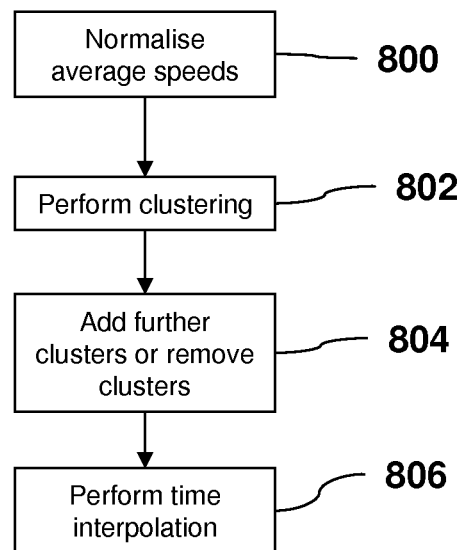 Normalise
average speeds
800
Perform clustering
802
Add further
clusters or remove
clusters
804
Perform time
interpolation
806